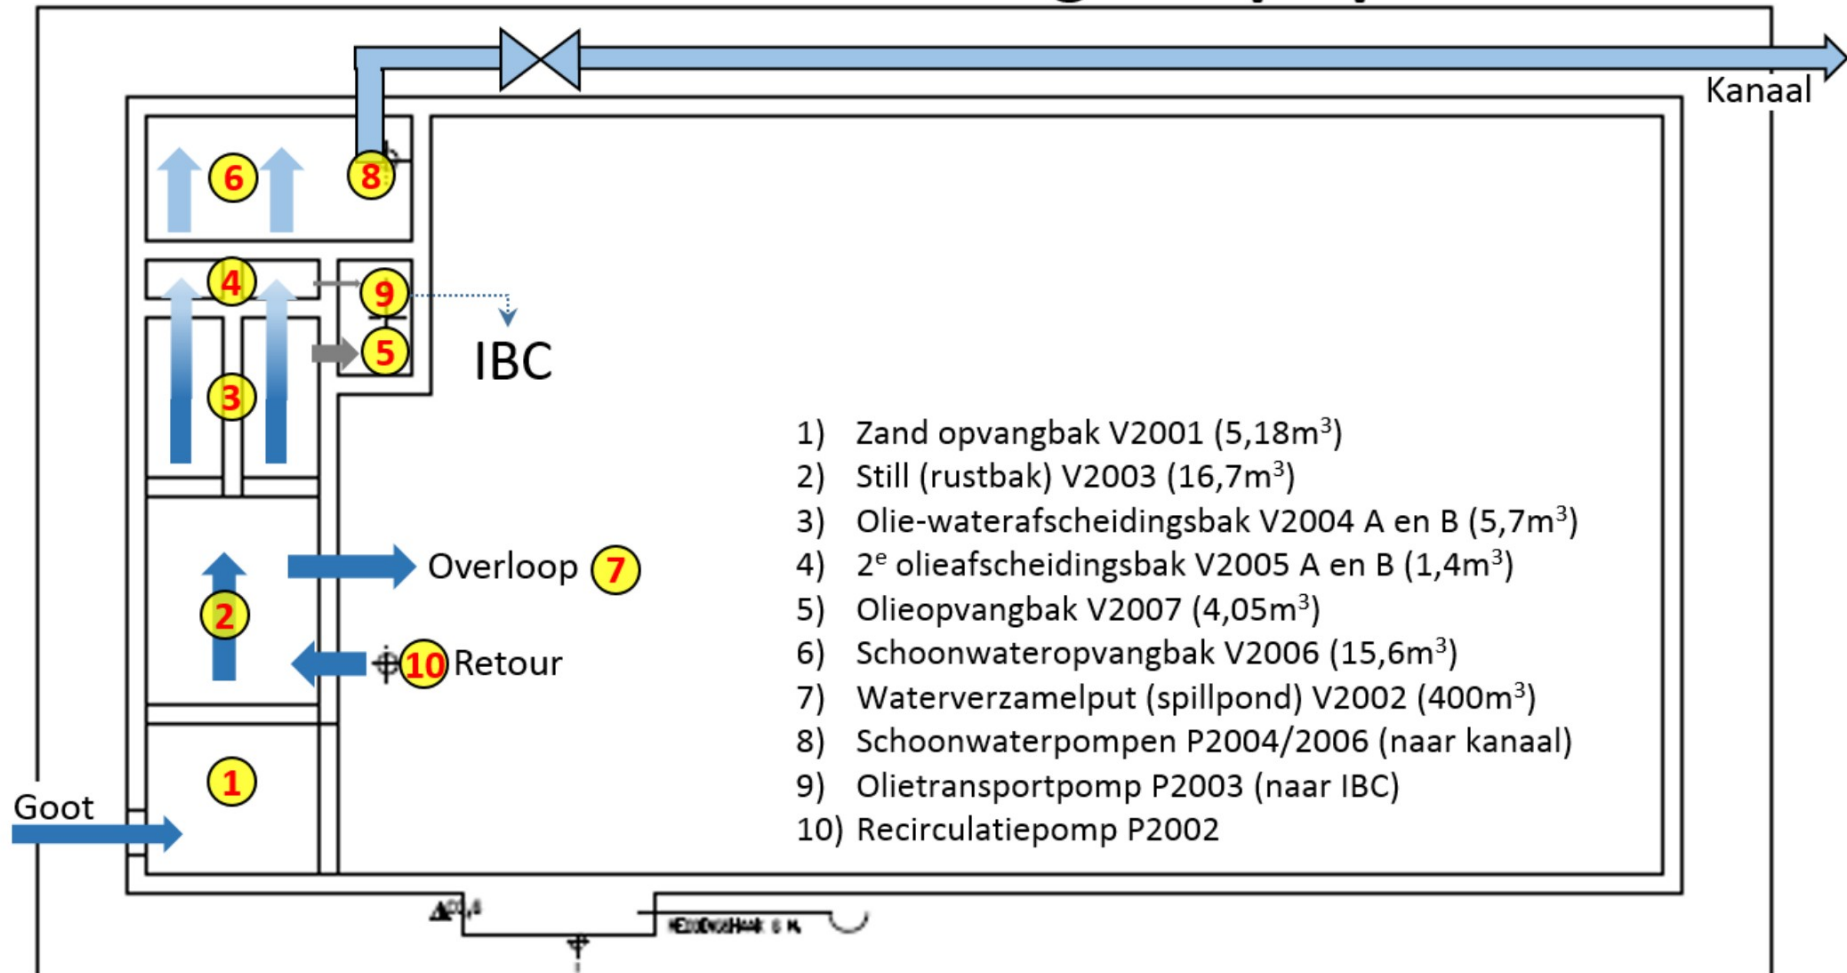 Kanaal
6
8
4
9
5
IBC
3
1) Zand opvangbak V2001 (5,18m³)
2) Still (rustbak) V2003 (16,7m³)
3) Olie-waterafscheidingsbak V2004 A en B (5,7m³)
4) 2ᵉ olieafscheidingsbak V2005 A en B (1,4m³)
5) Olieopvangbak V2007 (4,05m³)
6) Schoonwateropvangbak V2006 (15,6m³)
7) Waterverzamelput (spillpond) V2002 (400m³)
8) Schoonwaterpompen P2004/2006 (naar kanaal)
9) Olietransportpomp P2003 (naar IBC)
10) Recirculatiepomp P2002
Overloop 7
2
10 Retour
1
Goot